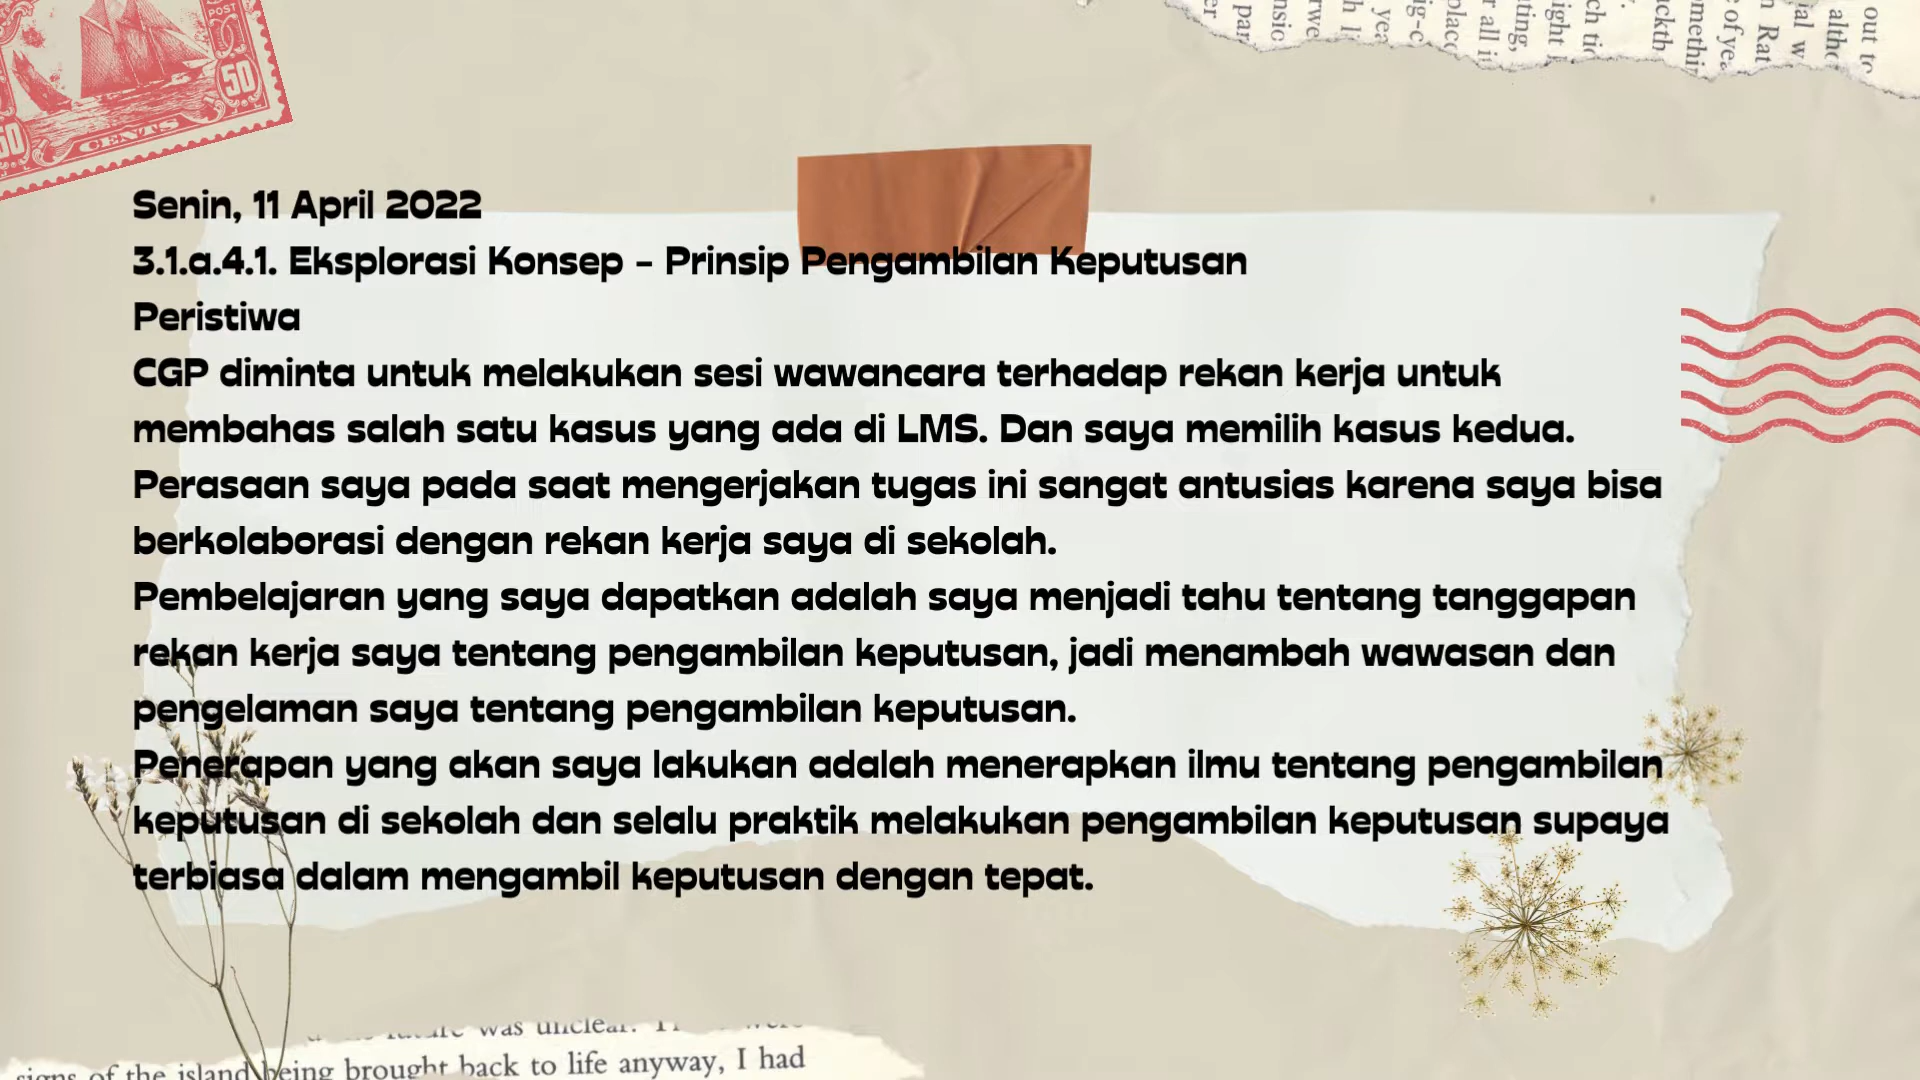 POST
50
50
CENTS
Senin, 11 April 2022
3.1.a.4.1. Eksplorasi Konsep – Prinsip Pengambilan Keputusan
Peristiwa
CGP diminta untuk melakukan sesi wawancara terhadap rekan kerja untuk
membahas salah satu kasus yang ada di LMS. Dan saya memilih kasus kedua.
Perasaan saya pada saat mengerjakan tugas ini sangat antusias karena saya bisa
berkolaborasi dengan rekan kerja saya di sekolah.
Pembelajaran yang saya dapatkan adalah saya menjadi tahu tentang tanggapan
rekan kerja saya tentang pengambilan keputusan, jadi menambah wawasan dan
pengelaman saya tentang pengambilan keputusan.
Penerapan yang akan saya lakukan adalah menerapkan ilmu tentang pengambilan
keputusan di sekolah dan selalu praktik melakukan pengambilan keputusan supaya
terbiasa dalam mengambil keputusan dengan tepat.
was unclear.
signs of the island being brought back to life anyway, I had